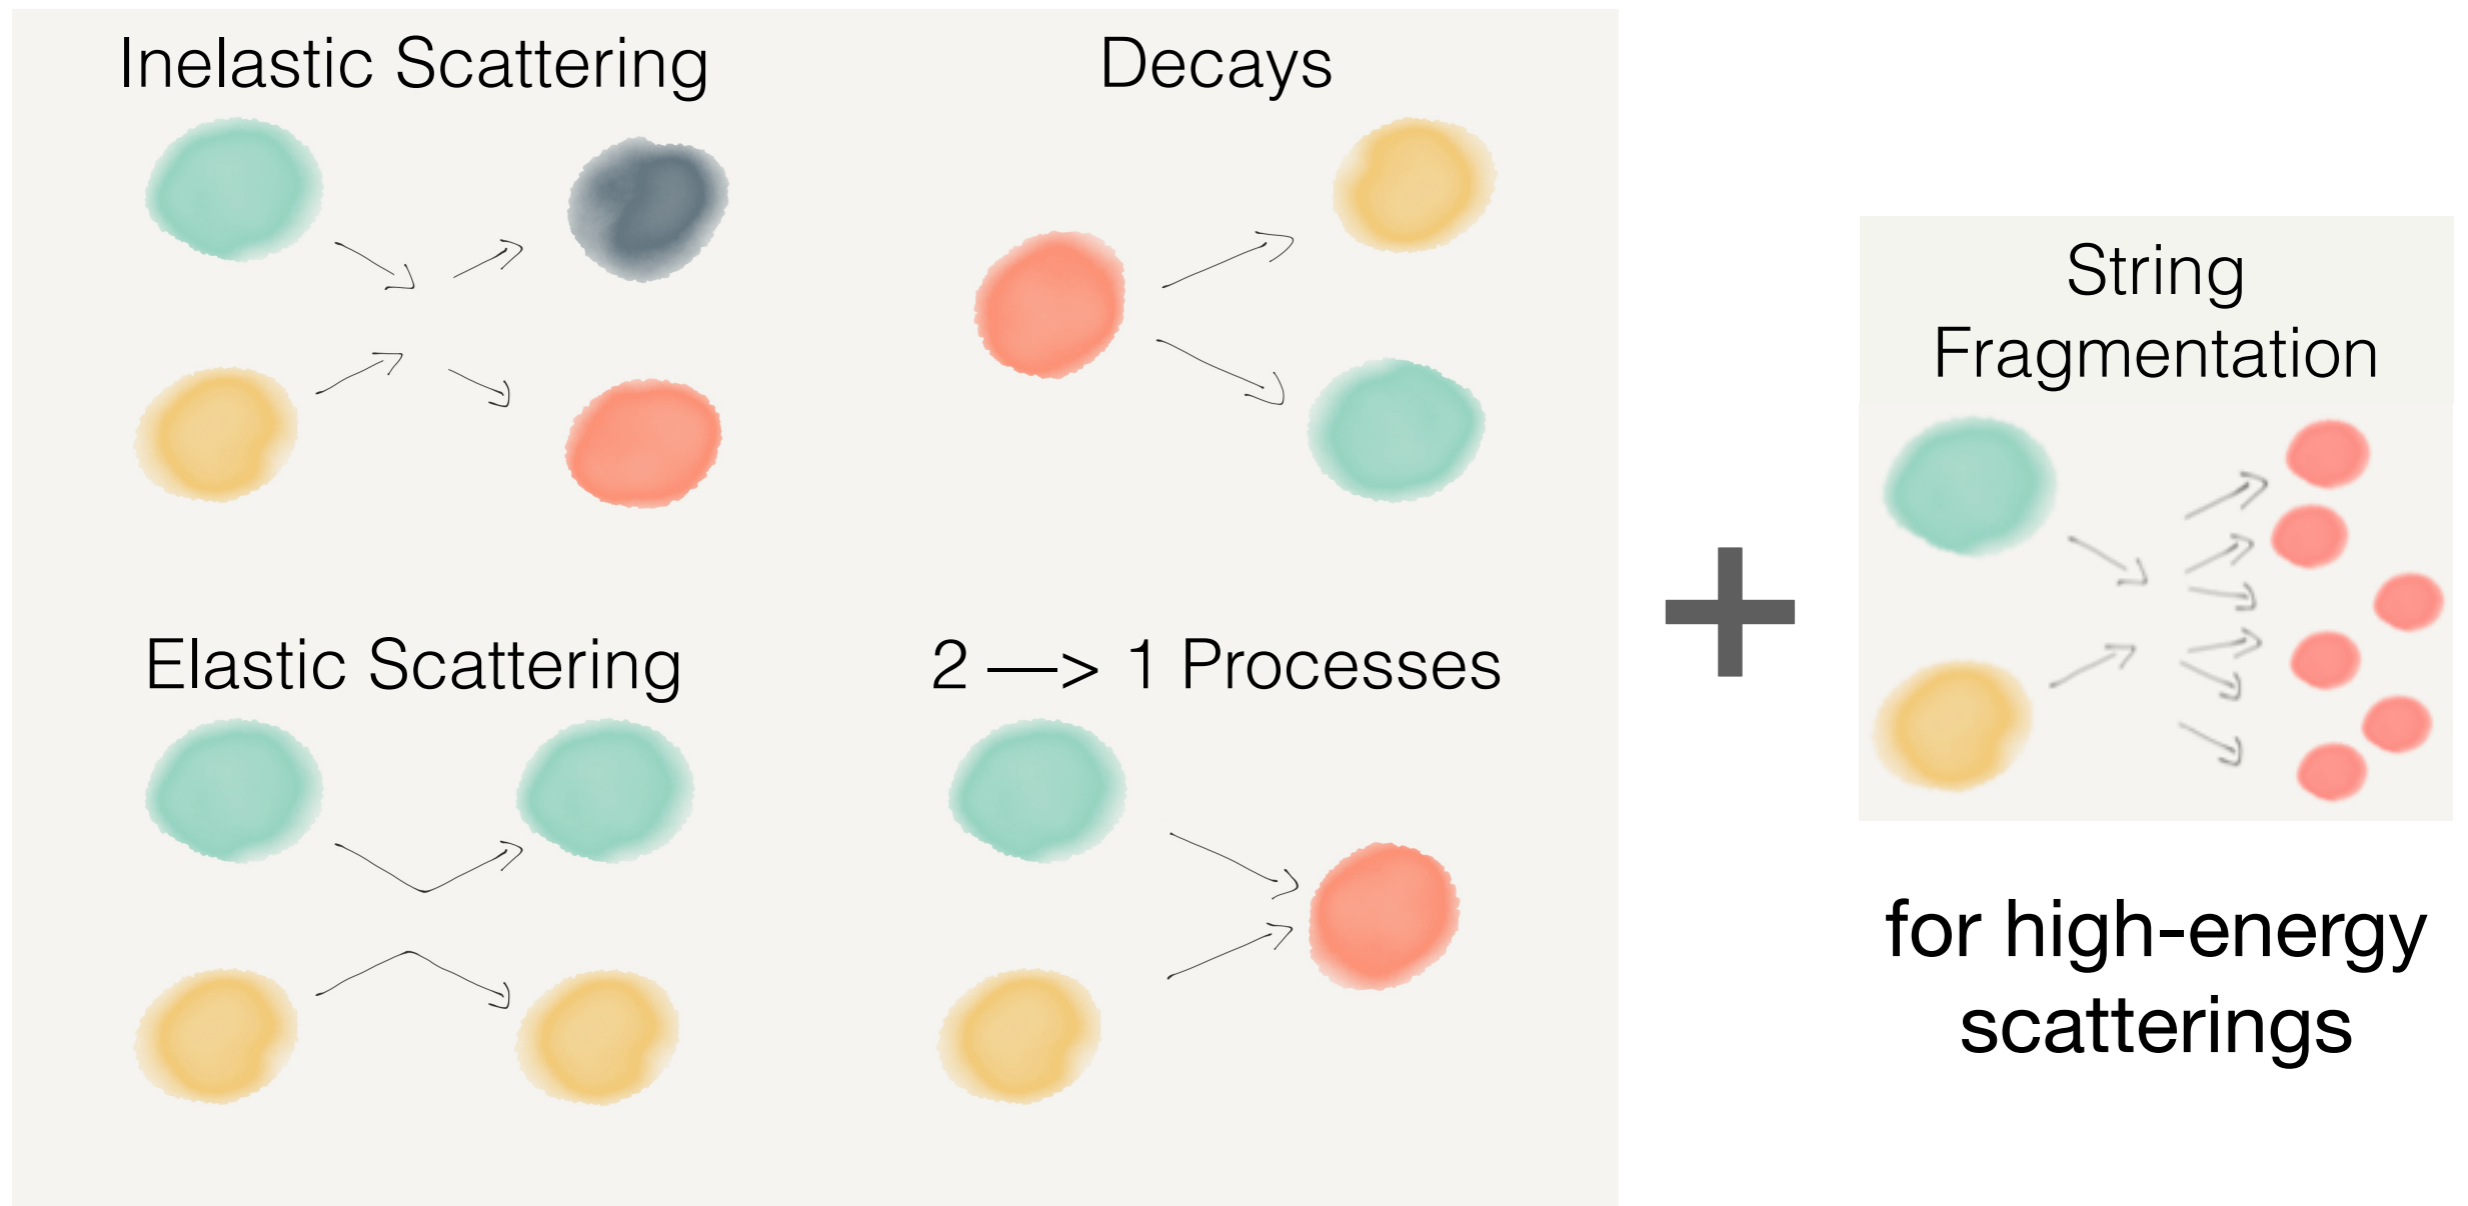 Inelastic Scattering
Decays
Elastic Scattering
2 —> 1 Processes
+
String
Fragmentation
for high-energy
scatterings